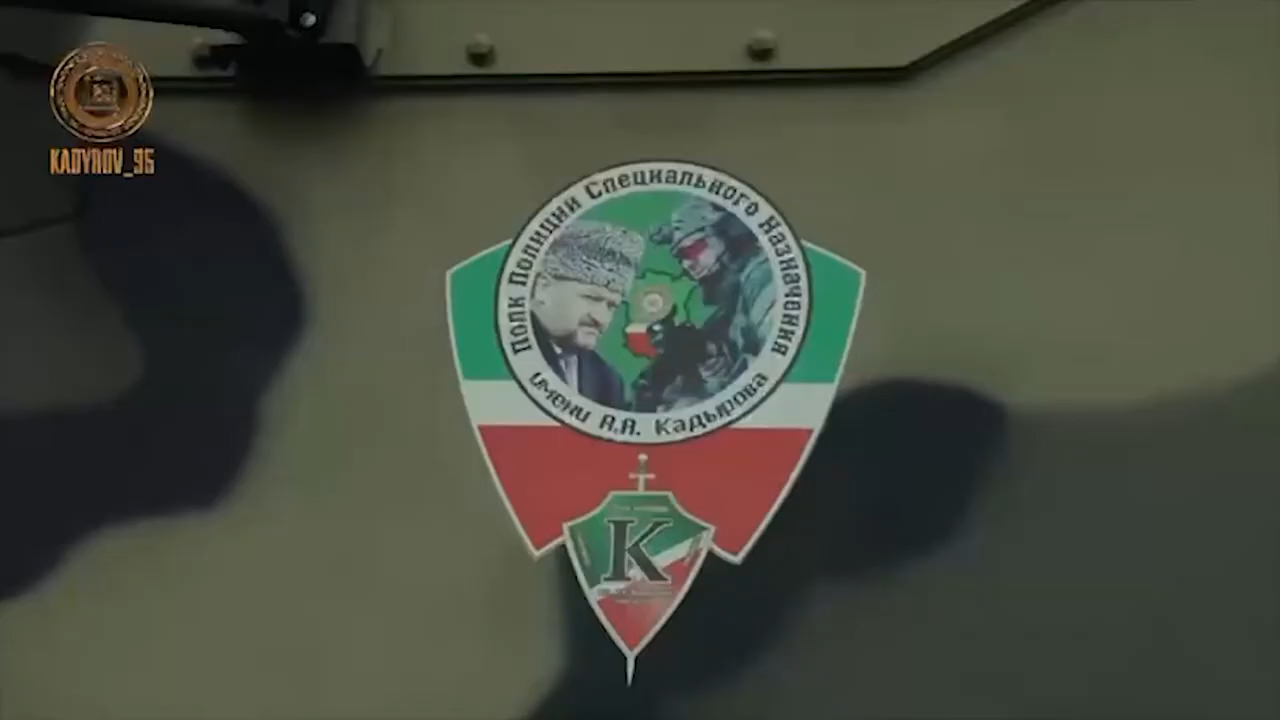 KADYROV_95
Полк Полиции Специального Назначения
имени А.А. Кадырова
К